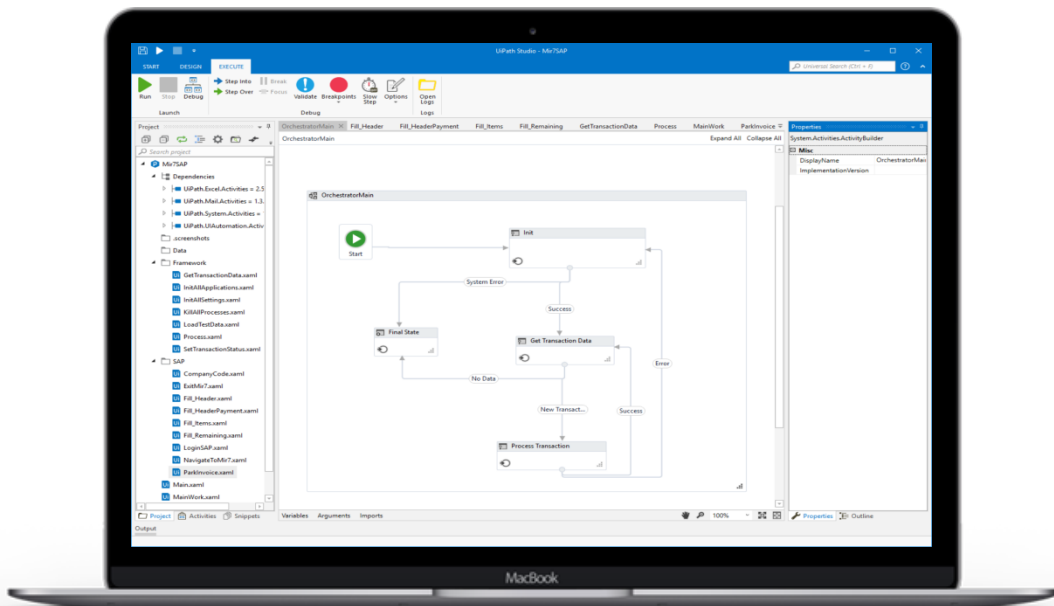 UiPath Studio - Mir7SAP
START DESIGN EXECUTE
Universal Search (Ctrl + F)
Run Stop Debug Step Into Step Over Break Focus Validate Breakpoints Slow Step Options Open Logs
Launch Debug Logs
Project
OrchestratorMain Fill_Header Fill_HeaderPayment Fill_Items Fill_Remaining GetTransactionData Process MainWork ParkInvoice
Properties
OrchestratorMain
Expand All Collapse All
System.Activities.ActivityBuilder
Search project
Misc
DisplayName OrchestratorMai
ImplementationVersion
Mir7SAP
Dependencies
UiPath.Excel.Activities = 2.5
UiPath.Mail.Activities = 1.3.
UiPath.System.Activities =
UiPath.UIAutomation.Activ
.screenshots
Data
Framework
GetTransactionData.xaml
InitAllApplications.xaml
InitAllSettings.xaml
KillAllProcesses.xaml
LoadTestData.xaml
Process.xaml
SetTransactionStatus.xaml
SAP
CompanyCode.xaml
ExitMir7.xaml
Fill_Header.xaml
Fill_HeaderPayment.xaml
Fill_Items.xaml
Fill_Remaining.xaml
LoginSAP.xaml
NavigateToMir7.xaml
ParkInvoice.xaml
Main.xaml
MainWork.xaml
OrchestratorMain
Start
Init
System Error
Success
Final State
Get Transaction Data
No Data
Error
New Transact...
Success
Process Transaction
Project Activities Snippets
Variables Arguments Imports
100%
Properties Outline
Output
MacBook